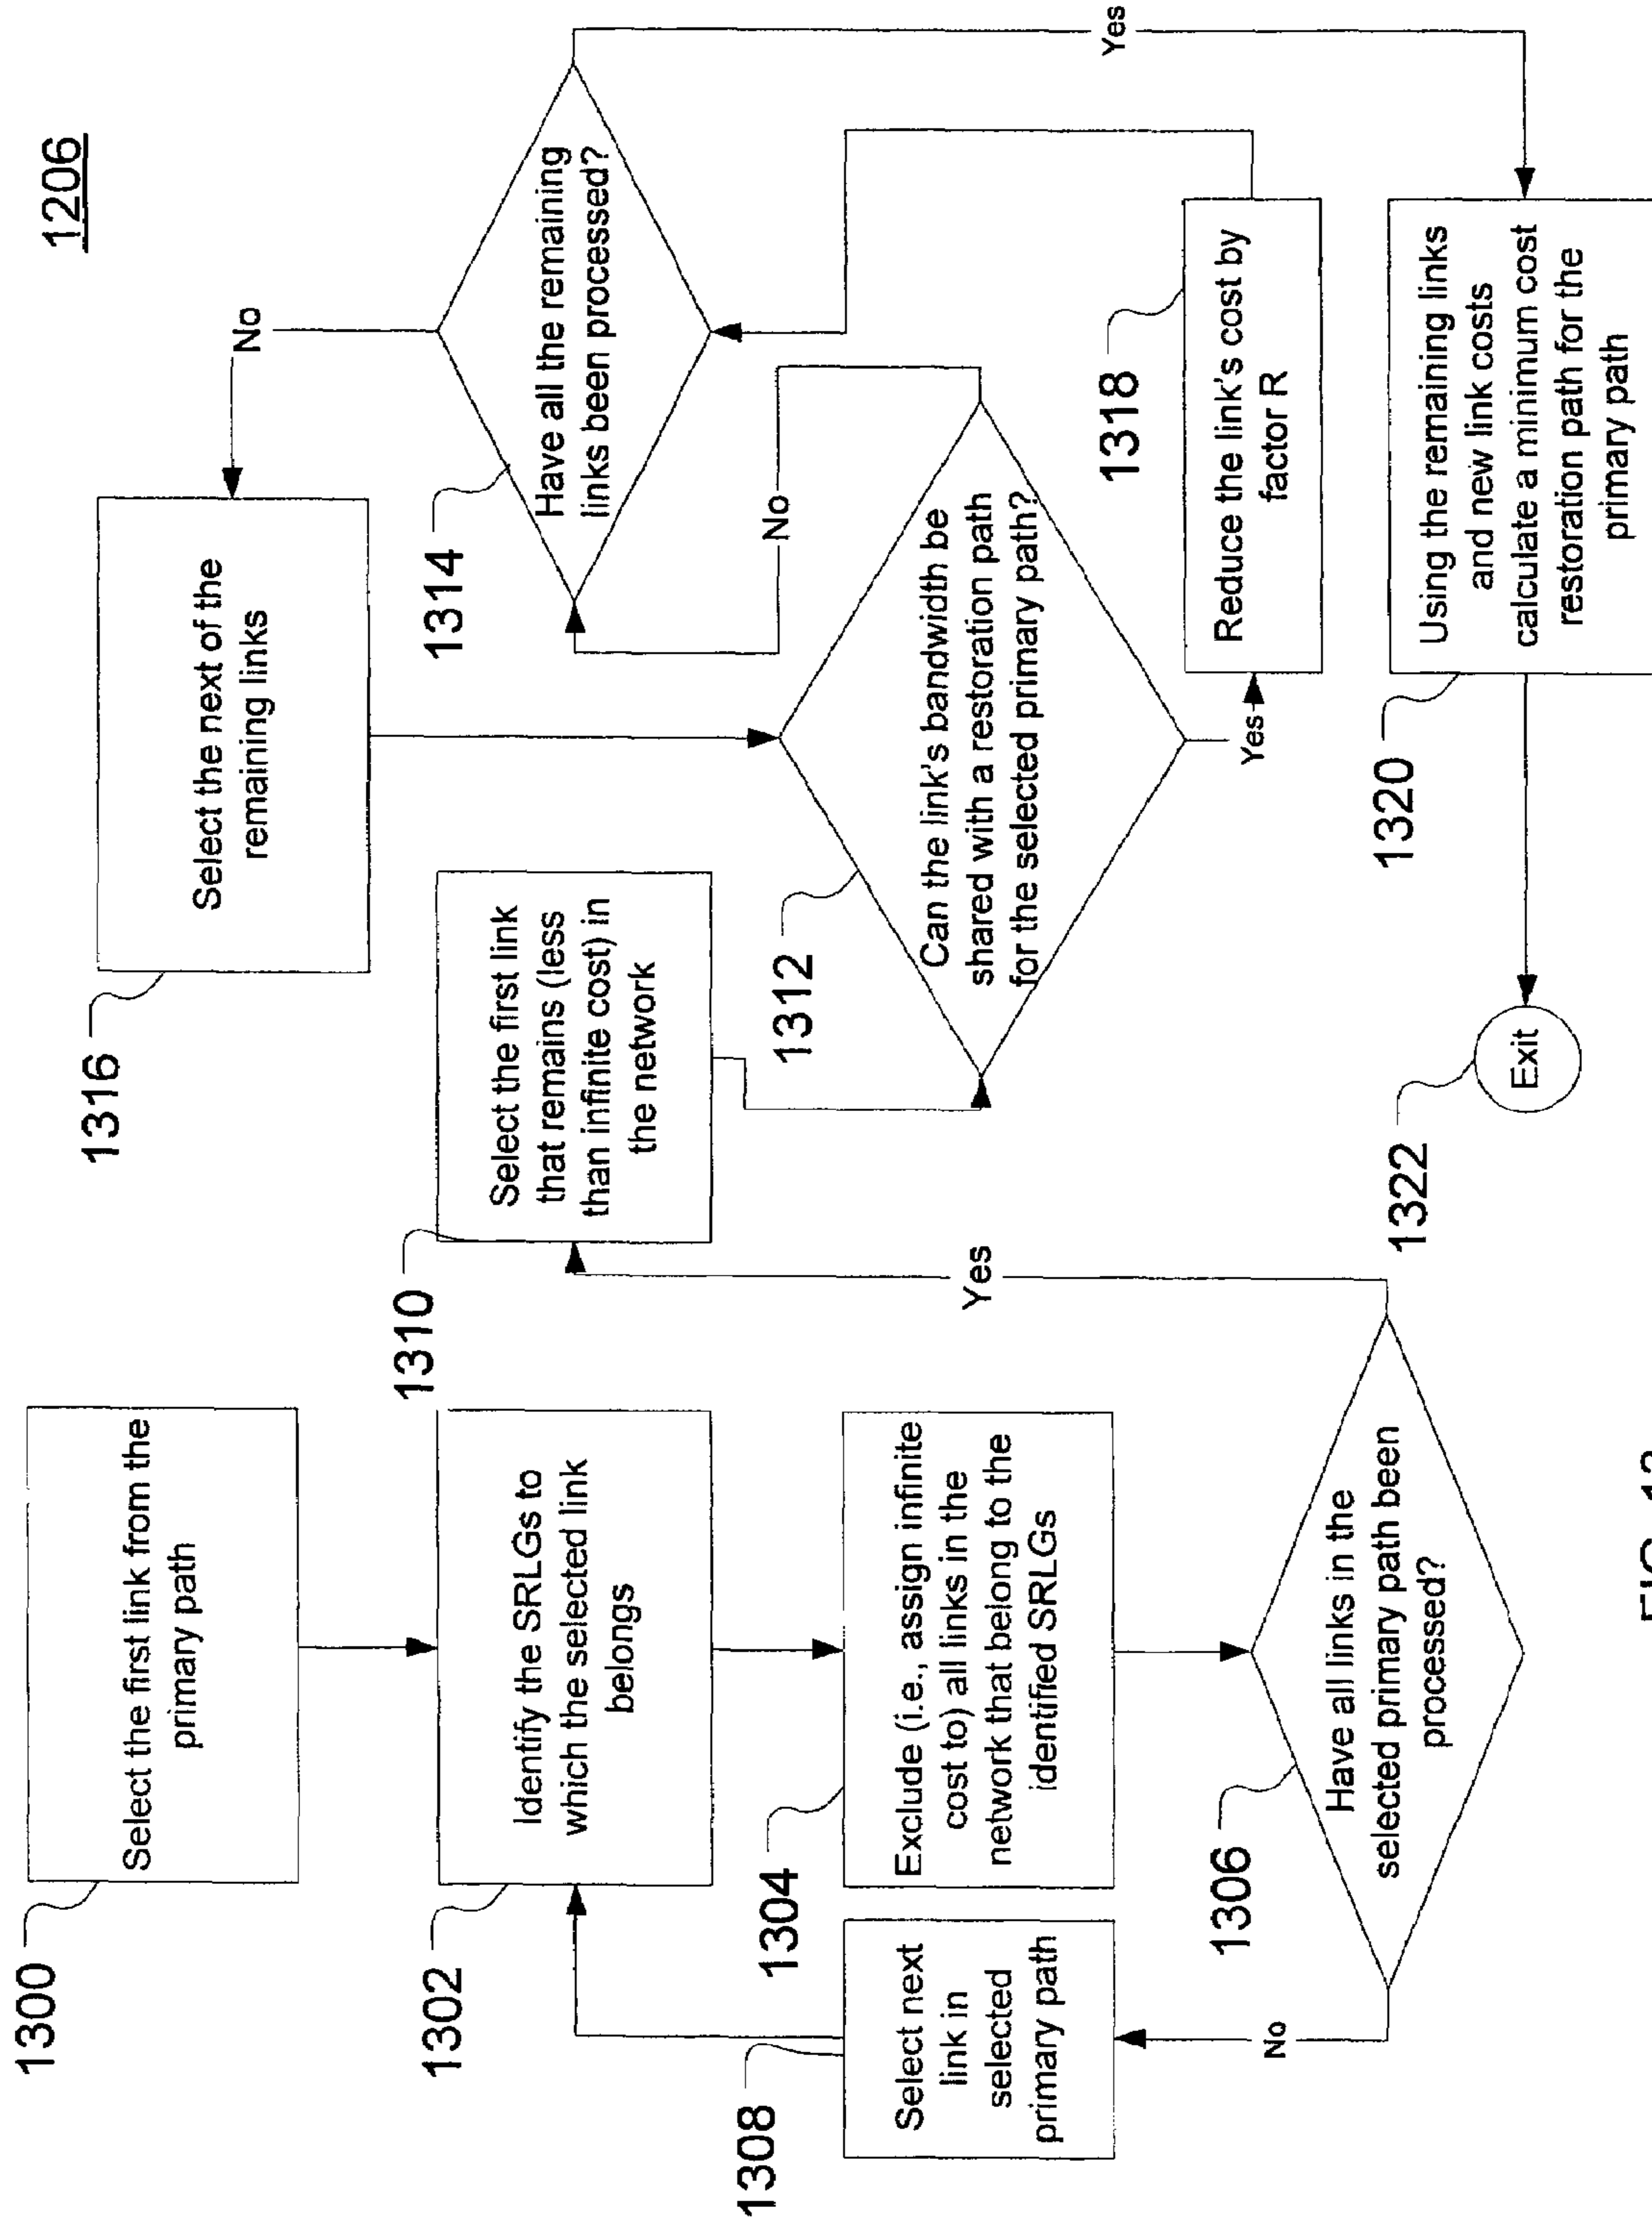 1206
1300
Select the first link from the
primary path
1302
Identify the SRLGs to
which the selected link
belongs
1304
Exclude (i.e., assign infinite
cost to) all links in the
network that belong to the
identified SRLGs
1306
Have all links in the
selected primary path been
processed?
No
Yes
1308
Select next
link in
selected
primary path
1310
Select the first link
that remains (less
than infinite cost) in
the network
1312
Can the link's bandwidth be
shared with a restoration path
for the selected primary path?
No
Yes
1314
Have all the remaining
links been processed?
No
Yes
1316
Select the next of the
remaining links
1318
Reduce the link's cost by
factor R
1320
Using the remaining links
and new link costs
calculate a minimum cost
restoration path for the
primary path
1322
Exit